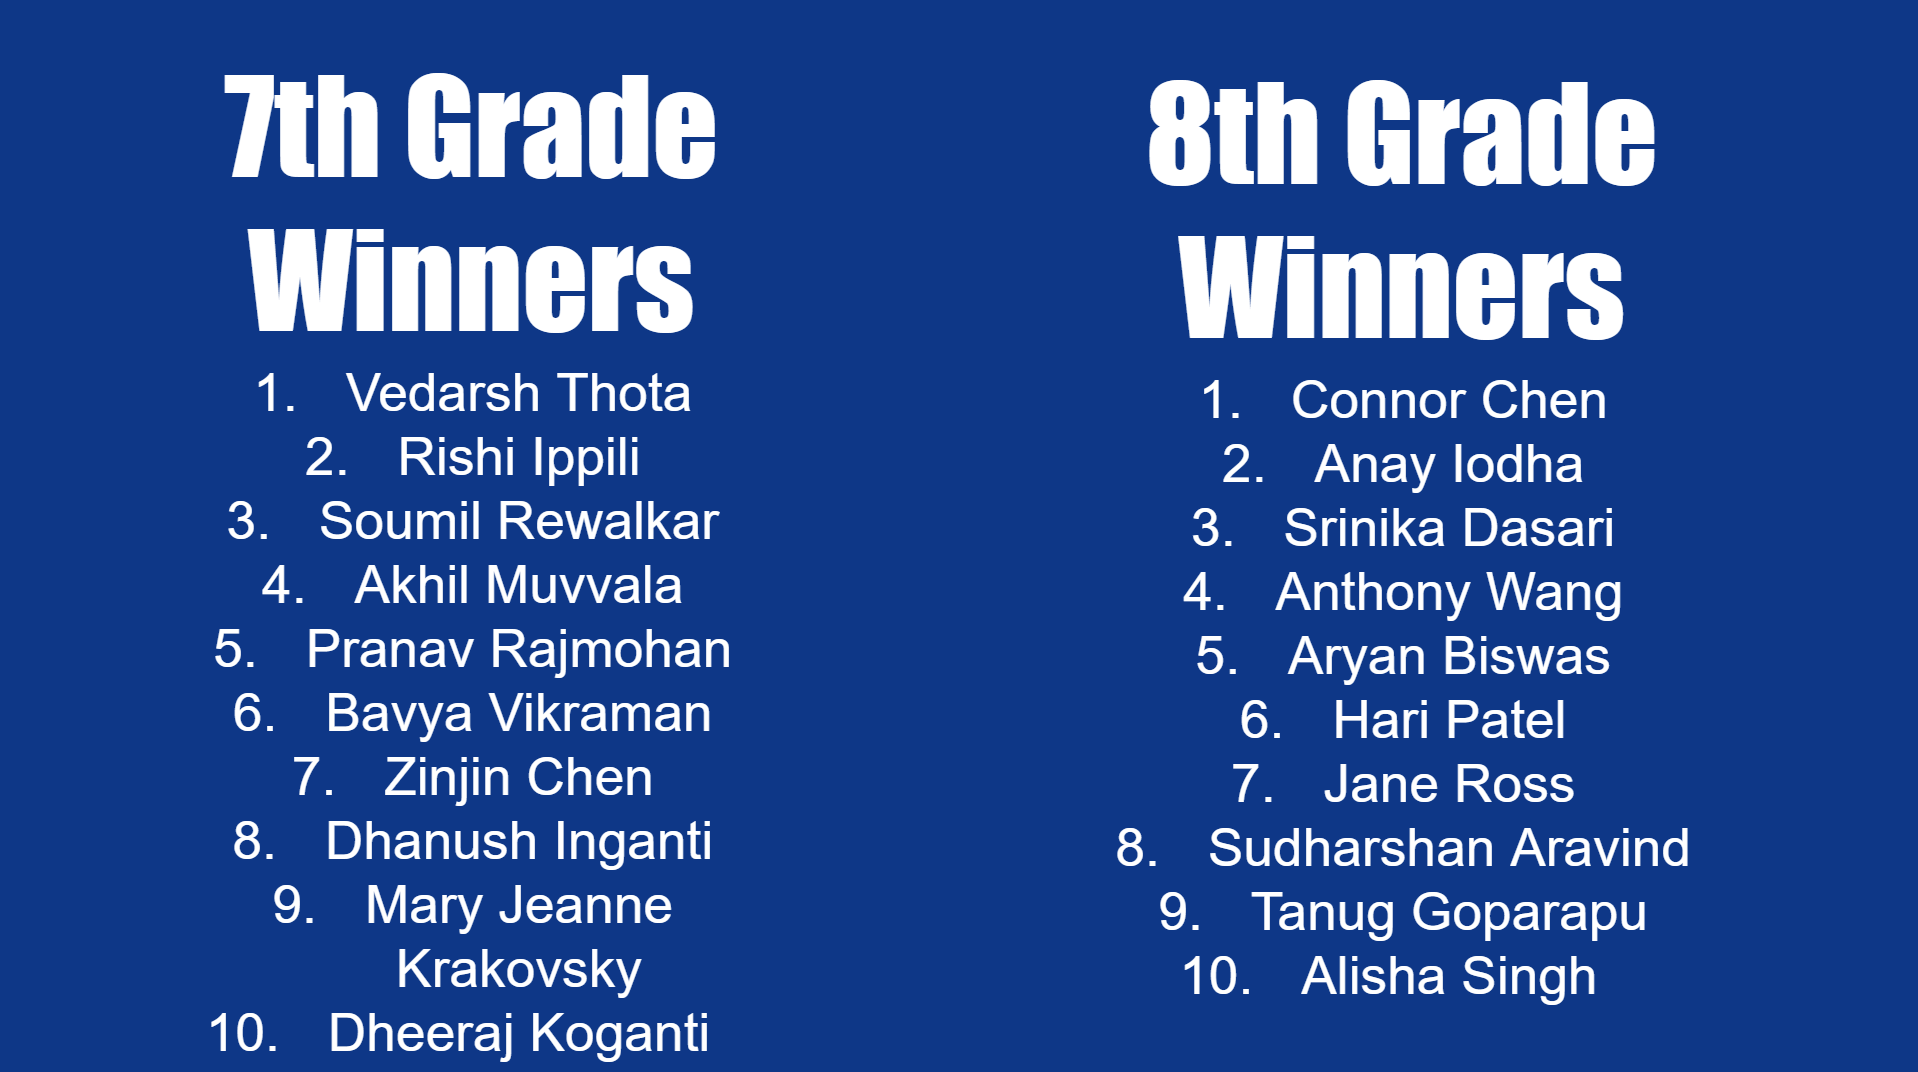 7th Grade
Winners
1. Vedarsh Thota
2. Rishi Ippili
3. Soumil Rewalkar
4. Akhil Muvvala
5. Pranav Rajmohan
6. Bavya Vikraman
7. Zinjin Chen
8. Dhanush Inganti
9. Mary Jeanne
Krakovsky
10. Dheeraj Koganti
8th Grade
Winners
1. Connor Chen
2. Anay Iodha
3. Srinika Dasari
4. Anthony Wang
5. Aryan Biswas
6. Hari Patel
7. Jane Ross
8. Sudharshan Aravind
9. Tanug Goparapu
10. Alisha Singh